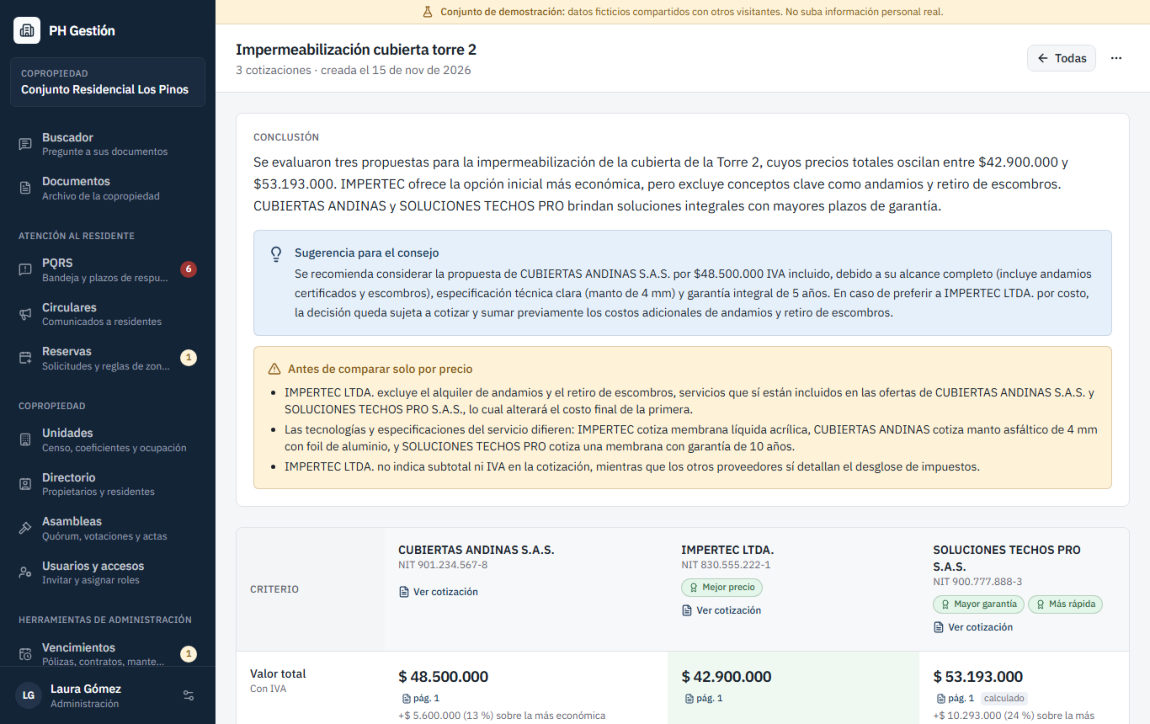 PH Gestión
COPROPIEDAD
Conjunto Residencial Los Pinos
Buscador
Pregunte a sus documentos
Documentos
Archivo de la copropiedad
ATENCIÓN AL RESIDENTE
PQRS
Bandeja y plazos de respu...
6
Circulares
Comunicados a residentes
Reservas
Solicitudes y reglas de zon...
1
COPROPIEDAD
Unidades
Censo, coeficientes y ocupación
Directorio
Propietarios y residentes
Asambleas
Quórum, votaciones y actas
Usuarios y accesos
Invitar y asignar roles
HERRAMIENTAS DE ADMINISTRACIÓN
Vencimientos
Pólizas, contratos, mante...
1
LG
Laura Gómez
Administración
Conjunto de demostración: datos ficticios compartidos con otros visitantes. No suba información personal real.
Impermeabilización cubierta torre 2
3 cotizaciones · creada el 15 de nov de 2026
Todas
CONCLUSIÓN
Se evaluaron tres propuestas para la impermeabilización de la cubierta de la Torre 2, cuyos precios totales oscilan entre $42.900.000 y
$53.193.000. IMPERTEC ofrece la opción inicial más económica, pero excluye conceptos clave como andamios y retiro de escombros.
CUBIERTAS ANDINAS y SOLUCIONES TECHOS PRO brindan soluciones integrales con mayores plazos de garantía.
Sugerencia para el consejo
Se recomienda considerar la propuesta de CUBIERTAS ANDINAS S.A.S. por $48.500.000 IVA incluido, debido a su alcance completo (incluye andamios
certificados y escombros), especificación técnica clara (manto de 4 mm) y garantía integral de 5 años. En caso de preferir a IMPERTEC LTDA. por costo,
la decisión queda sujeta a cotizar y sumar previamente los costos adicionales de andamios y retiro de escombros.
Antes de comparar solo por precio
• IMPERTEC LTDA. excluye el alquiler de andamios y el retiro de escombros, servicios que sí están incluidos en las ofertas de CUBIERTAS ANDINAS S.A.S. y
SOLUCIONES TECHOS PRO S.A.S., lo cual alterará el costo final de la primera.
• Las tecnologías y especificaciones del servicio difieren: IMPERTEC cotiza membrana líquida acrílica, CUBIERTAS ANDINAS cotiza manto asfáltico de 4 mm
con foil de aluminio, y SOLUCIONES TECHOS PRO cotiza una membrana con garantía de 10 años.
• IMPERTEC LTDA. no indica subtotal ni IVA en la cotización, mientras que los otros proveedores sí detallan el desglose de impuestos.
CRITERIO
CUBIERTAS ANDINAS S.A.S.
NIT 901.234.567-8
Ver cotización
IMPERTEC LTDA.
NIT 830.555.222-1
Mejor precio
Ver cotización
SOLUCIONES TECHOS PRO
S.A.S.
NIT 900.777.888-3
Mayor garantía
Más rápida
Ver cotización
Valor total
Con IVA
$ 48.500.000
pág. 1
+$ 5.600.000 (13 %) sobre la más económica
$ 42.900.000
pág. 1
$ 53.193.000
pág. 1 calculado
+$ 10.293.000 (24 %) sobre la más